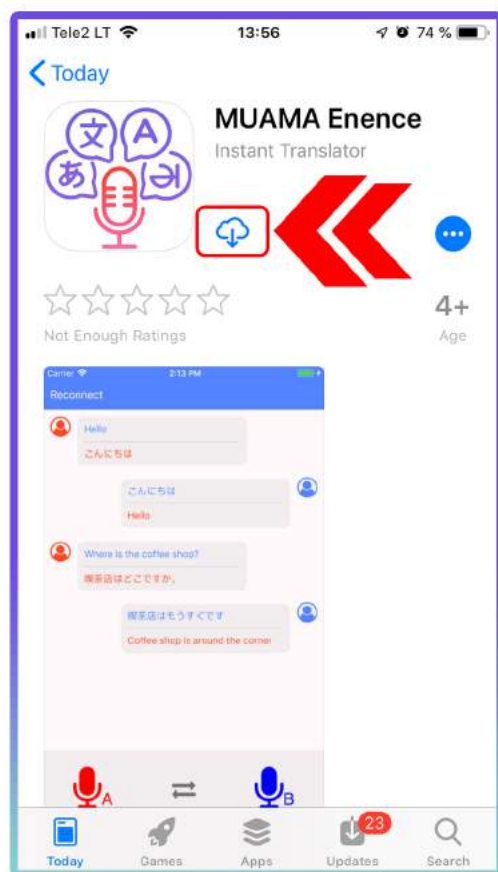 Tele2 LT 13:56 74 %
Today
MUAMA Enence
Instant Translator
文 A
あ
4+
Not Enough Ratings Age
Carrier 2:13 PM
Reconnect
Hello
こんにちは
こんにちは
Hello
Where is the coffee shop?
喫茶店はどこですか。
喫茶店はもうすぐです
Coffee shop is around the corner
A B
23
Today Games Apps Updates Search